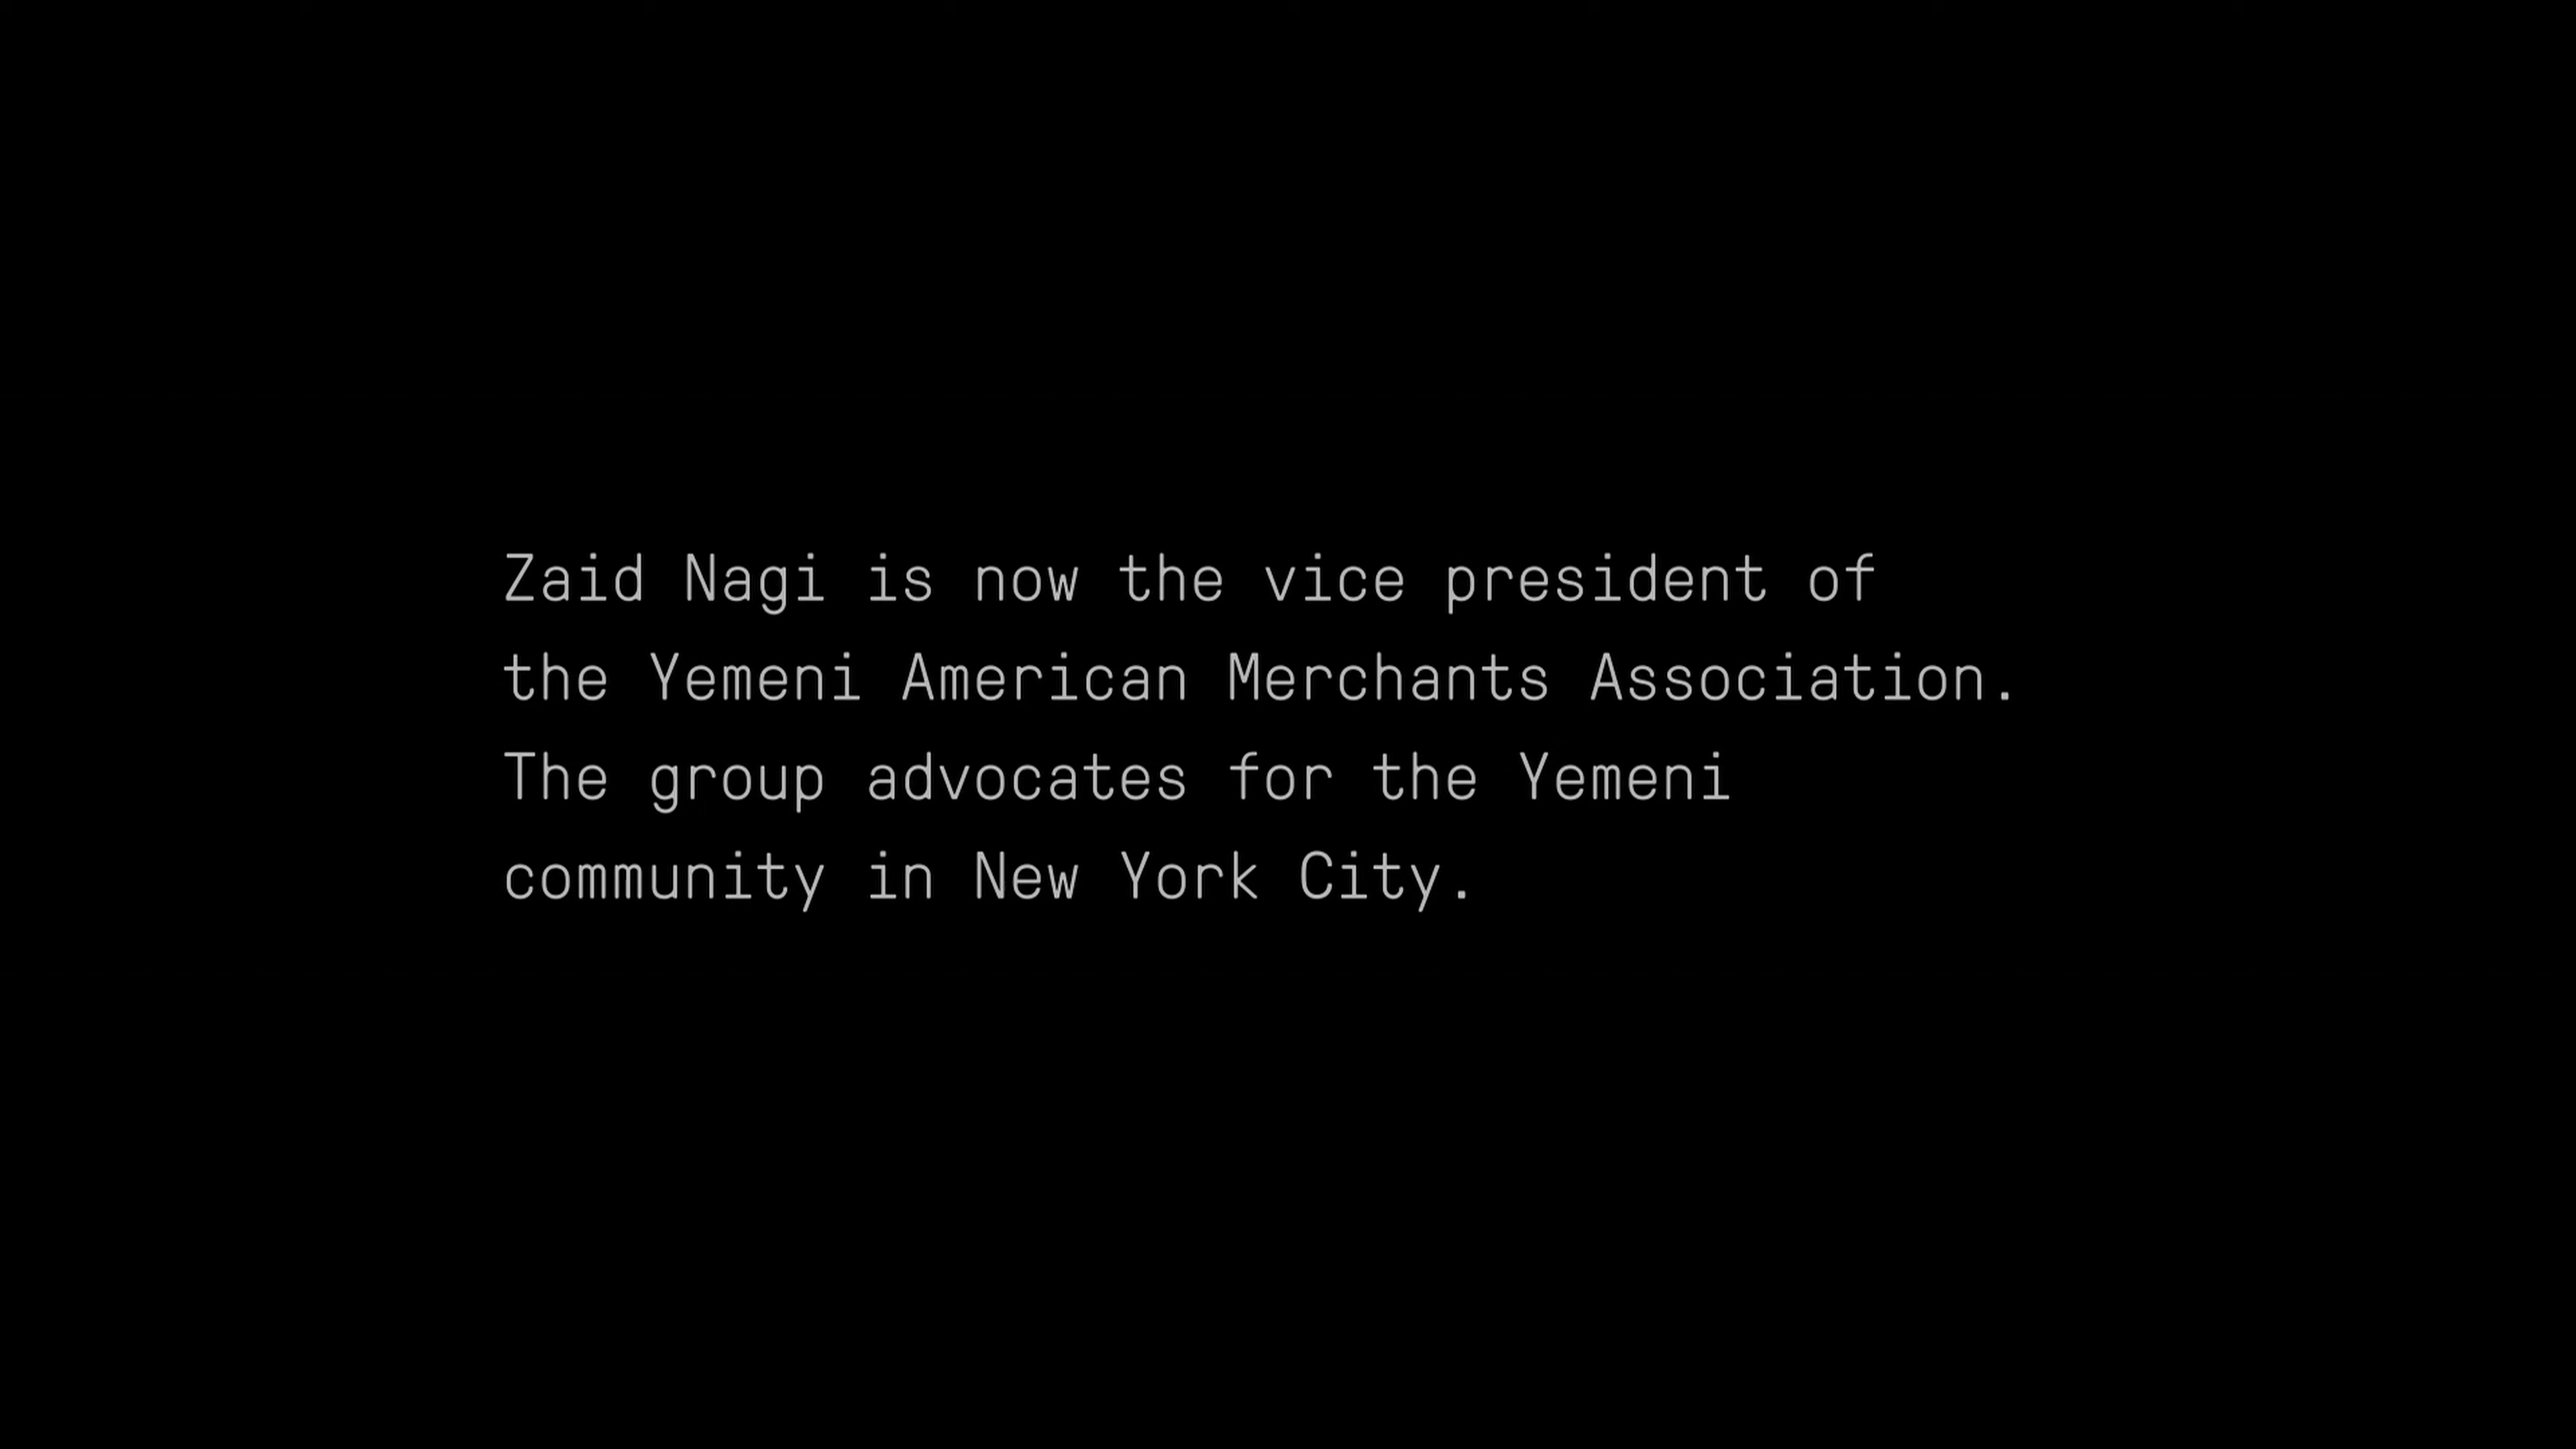 Zaid Nagi is now the vice president of
the Yemeni American Merchants Association.
The group advocates for the Yemeni
community in New York City.